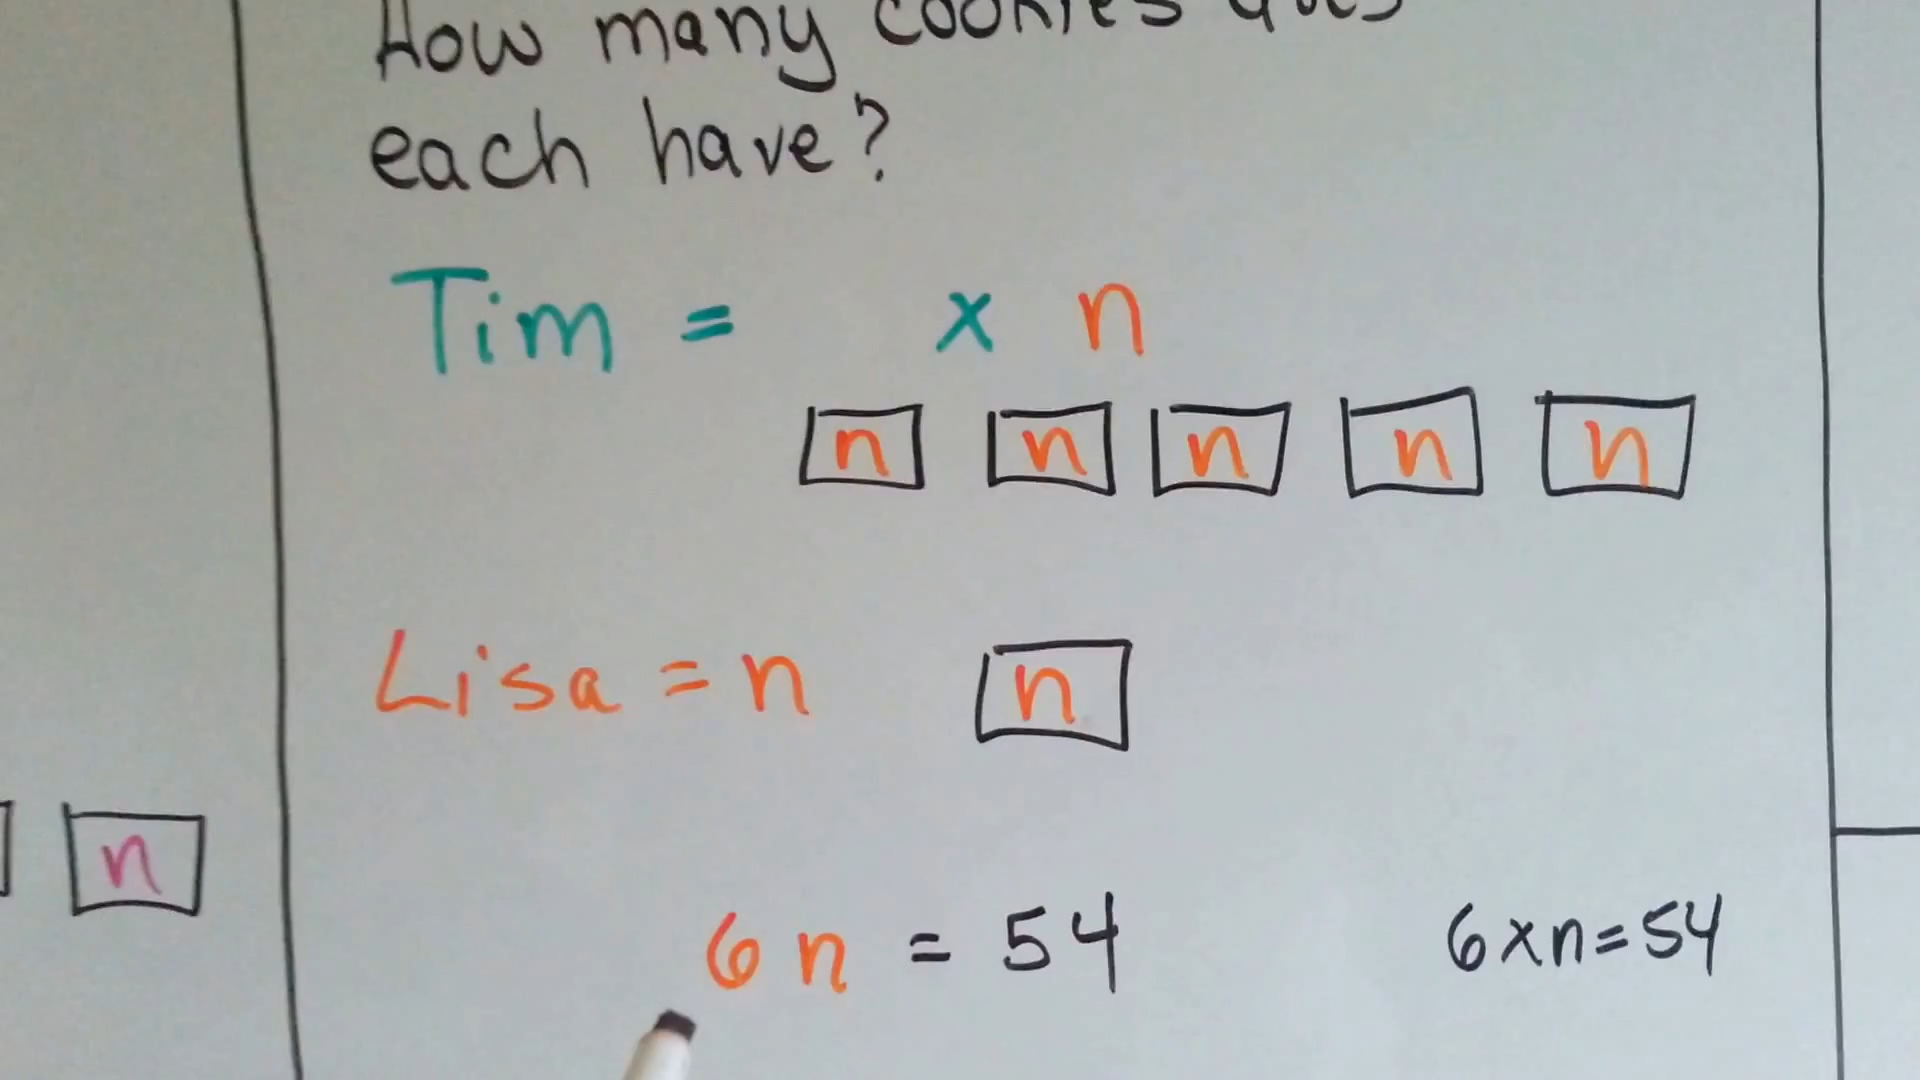 How many cookies does
each have?
Tim = x n
n n n n n
Lisa = n n
n
6n = 54 6xn=54